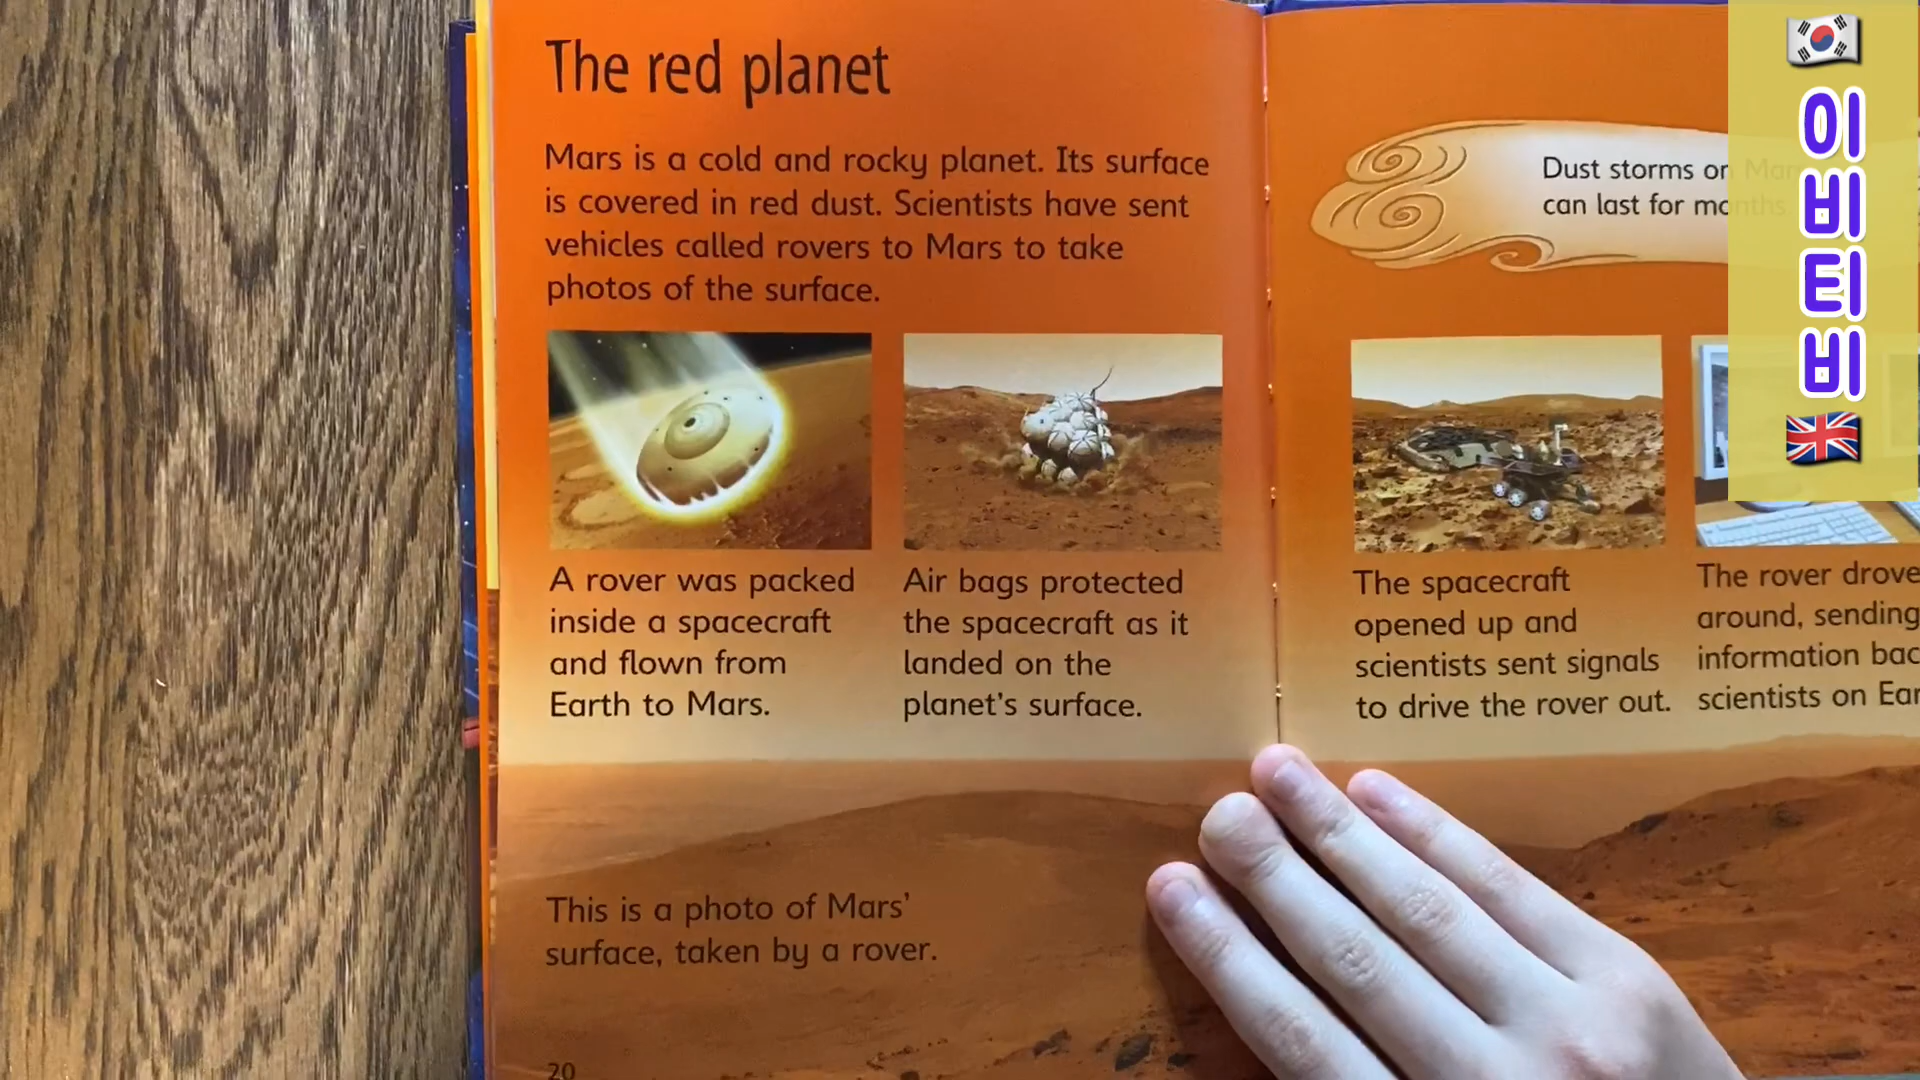 The red planet
Mars is a cold and rocky planet. Its surface
is covered in red dust. Scientists have sent
vehicles called rovers to Mars to take
photos of the surface.
A rover was packed
inside a spacecraft
and flown from
Earth to Mars.
Air bags protected
the spacecraft as it
landed on the
planet's surface.
This is a photo of Mars'
surface, taken by a rover.
20
Dust storms on Mars
can last for months.
The spacecraft
opened up and
scientists sent signals
to drive the rover out.
The rover drove
around, sending
information
scientists on
이비티비